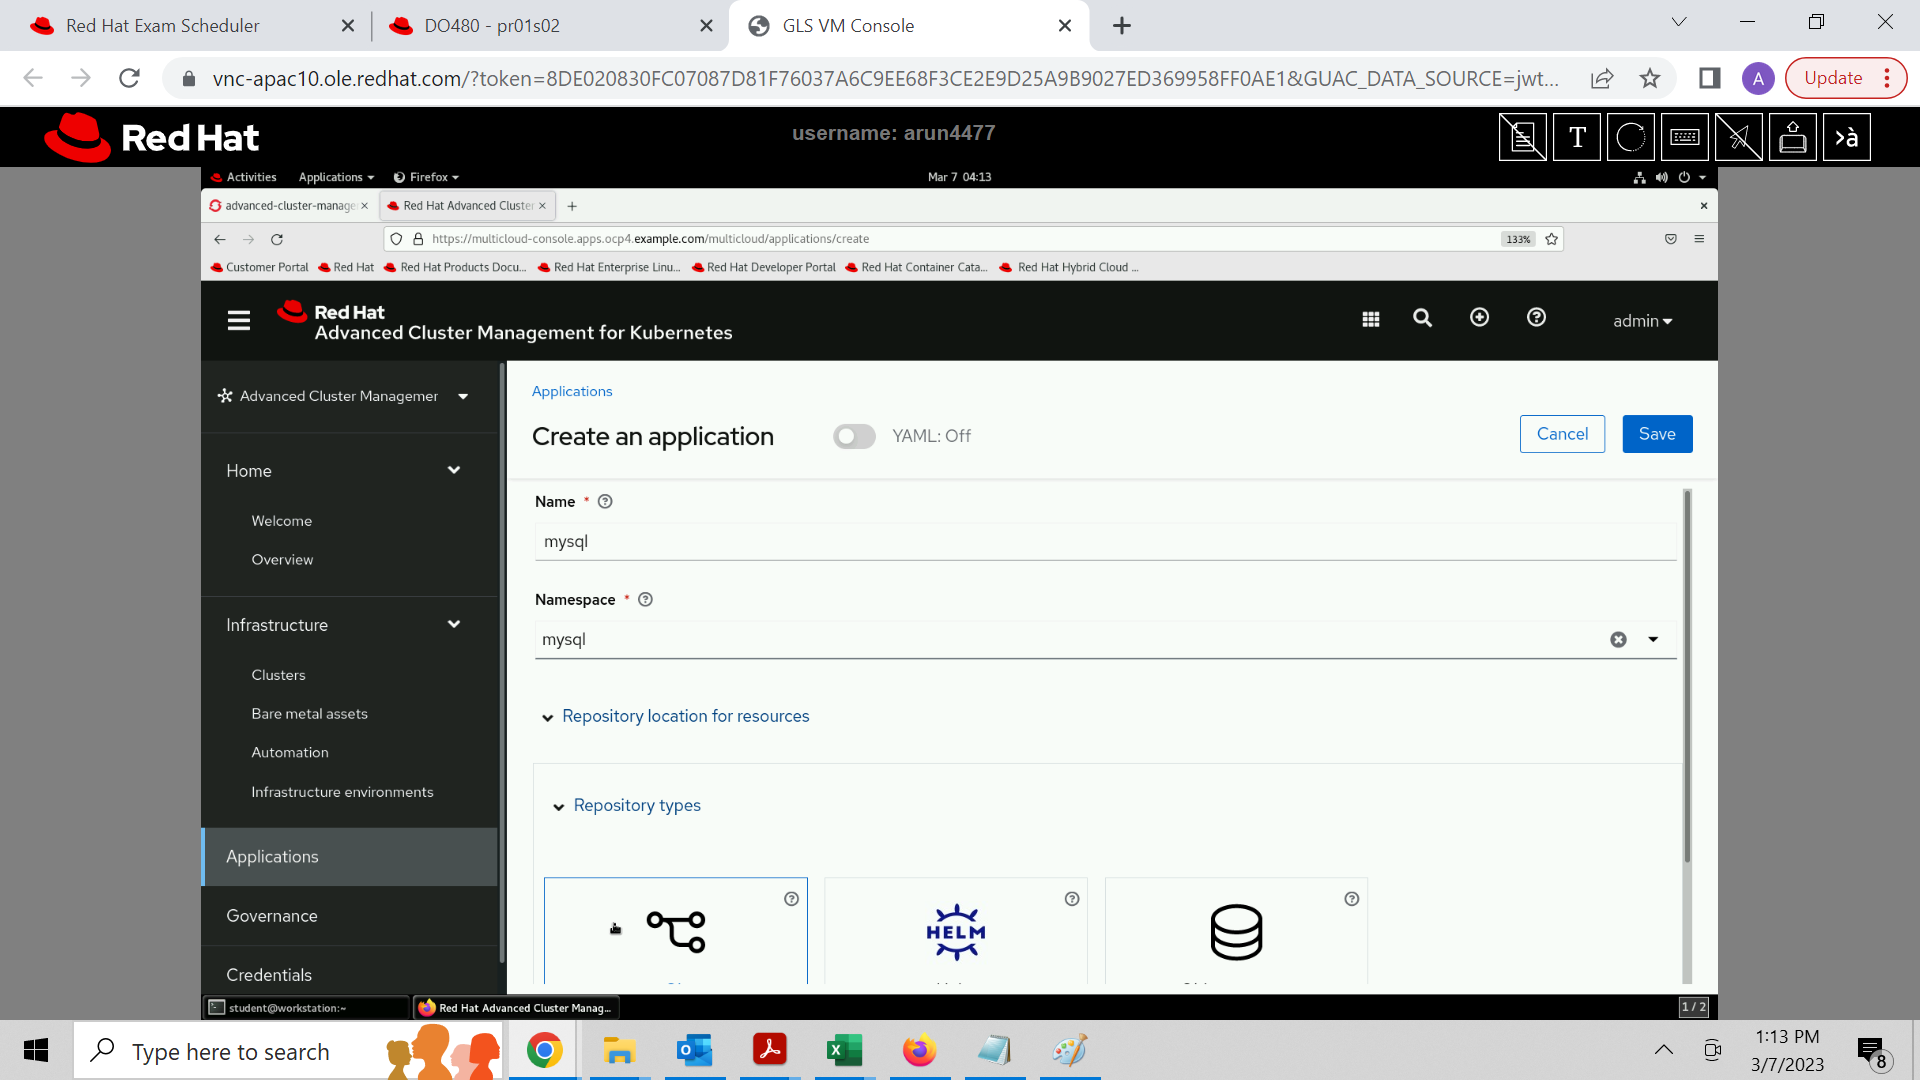 Red Hat Exam Scheduler
DO480 - pr01s02
GLS VM Console
vnc-apac10.ole.redhat.com/?token=8DE020830FC07087D81F76037A6C9EE68F3CE2E9D25A9B9027ED369958FF0AE1&GUAC_DATA_SOURCE=jwt...
A
Update
Red Hat
username: arun4477
T
›à
Activities
Applications
Firefox
Mar 7 04:13
advanced-cluster-manage
Red Hat Advanced Cluster
https://multicloud-console.apps.ocp4.example.com/multicloud/applications/create
133%
Customer Portal
Red Hat
Red Hat Products Docu...
Red Hat Enterprise Linu...
Red Hat Developer Portal
Red Hat Container Cata...
Red Hat Hybrid Cloud ...
Red Hat
Advanced Cluster Management for Kubernetes
admin
Advanced Cluster Managemer
Home
Welcome
Overview
Infrastructure
Clusters
Bare metal assets
Automation
Infrastructure environments
Applications
Governance
Credentials
Applications
Create an application
YAML: Off
Cancel
Save
Name *
mysql
Namespace *
mysql
Repository location for resources
Repository types
HELM
student@workstation:~
Red Hat Advanced Cluster Manag...
1 / 2
Type here to search
1:13 PM
3/7/2023
8